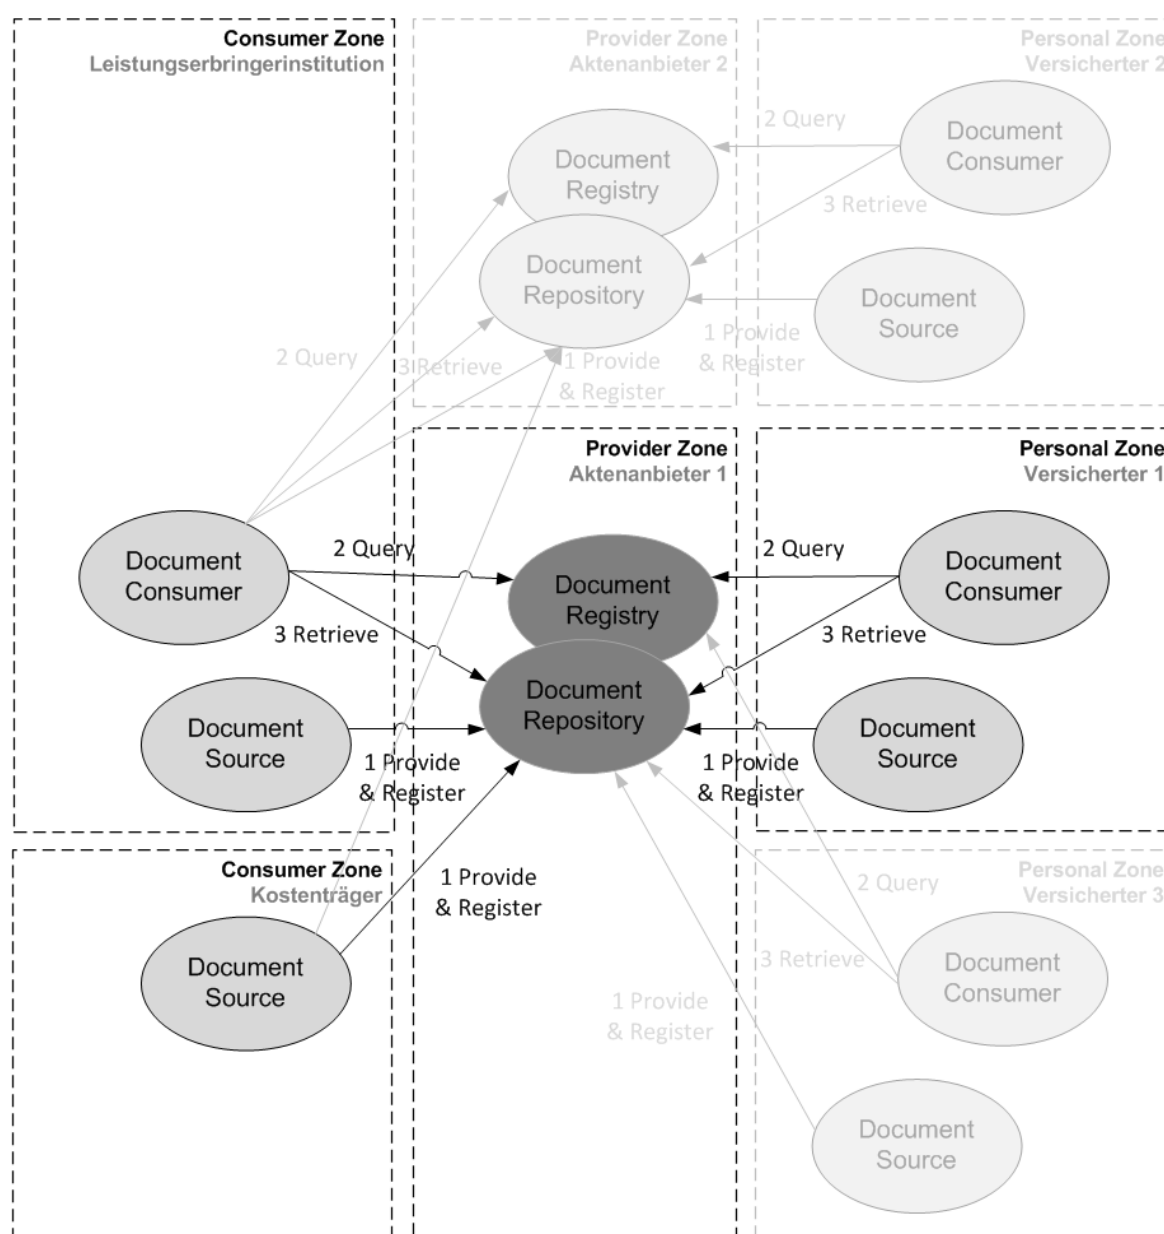 Consumer Zone
Leistungserbringerinstitution
Provider Zone
Aktenanbieter 2
Personal Zone
Versicherter 2
Document
Registry
Document
Repository
2 Query
Document
Consumer
3 Retrieve
Document
Source
1 Provide
& Register
2 Query
3 Retrieve
1 Provide
& Register
Provider Zone
Aktenanbieter 1
Personal Zone
Versicherter 1
Document
Consumer
2 Query
3 Retrieve
Document
Registry
Document
Repository
2 Query
3 Retrieve
Document
Consumer
Document
Source
1 Provide
& Register
1 Provide
& Register
Document
Source
Consumer Zone
Kostenträger
Document
Source
1 Provide
& Register
Personal Zone
Versicherter 3
2 Query
3 Retrieve
Document
Consumer
1 Provide
& Register
Document
Source